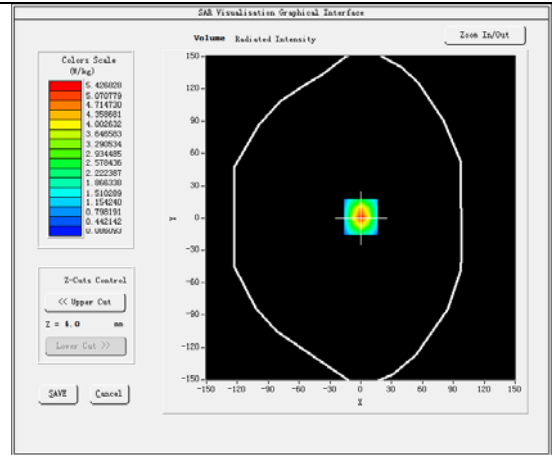 SAR Visualisation Graphical Interface
Volume Radiated Intensity
Zoom In/Out
Colors Scale
(W/kg)
5.426828
5.070779
4.714730
4.358681
4.002632
3.646583
3.290534
2.934485
2.578436
2.222387
1.866338
1.510289
1.154240
0.798191
0.442142
0.086093
Z-Cuts Control
<< Upper Cut
Z = 4.0 mm
Lower Cut >>
SAVE
Cancel
150
120
90
60
30
0
-30
-60
-90
-120
-150
Y
-150 -120 -90 -60 -30 0 30 60 90 120 150
X